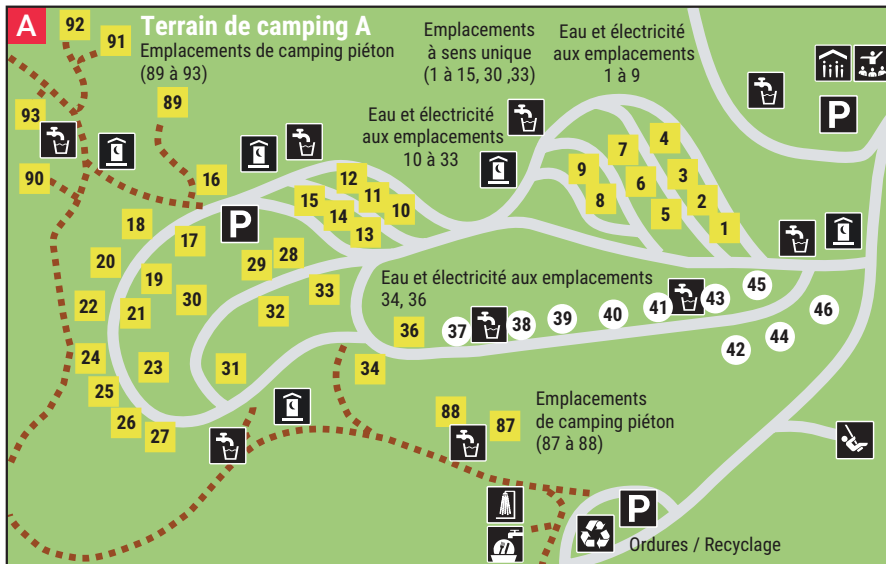 A
Terrain de camping A
Emplacements de camping piéton
(89 à 93)
Emplacements
à sens unique
(1 à 15, 30 ,33)
Eau et électricité
aux emplacements
1 à 9
Eau et électricité
aux emplacements
10 à 33
92
91
93
89
90
16
18
17
20
19
22
21
30
24
23
25
26
27
31
P
15
12
14
11
10
13
29
28
32
33
9
7
4
8
6
3
5
2
1
P
Eau et électricité aux emplacements
34, 36
36
34
37
38
39
40
41
43
45
42
44
46
88
87
Emplacements
de camping piéton
(87 à 88)
P
Ordures / Recyclage